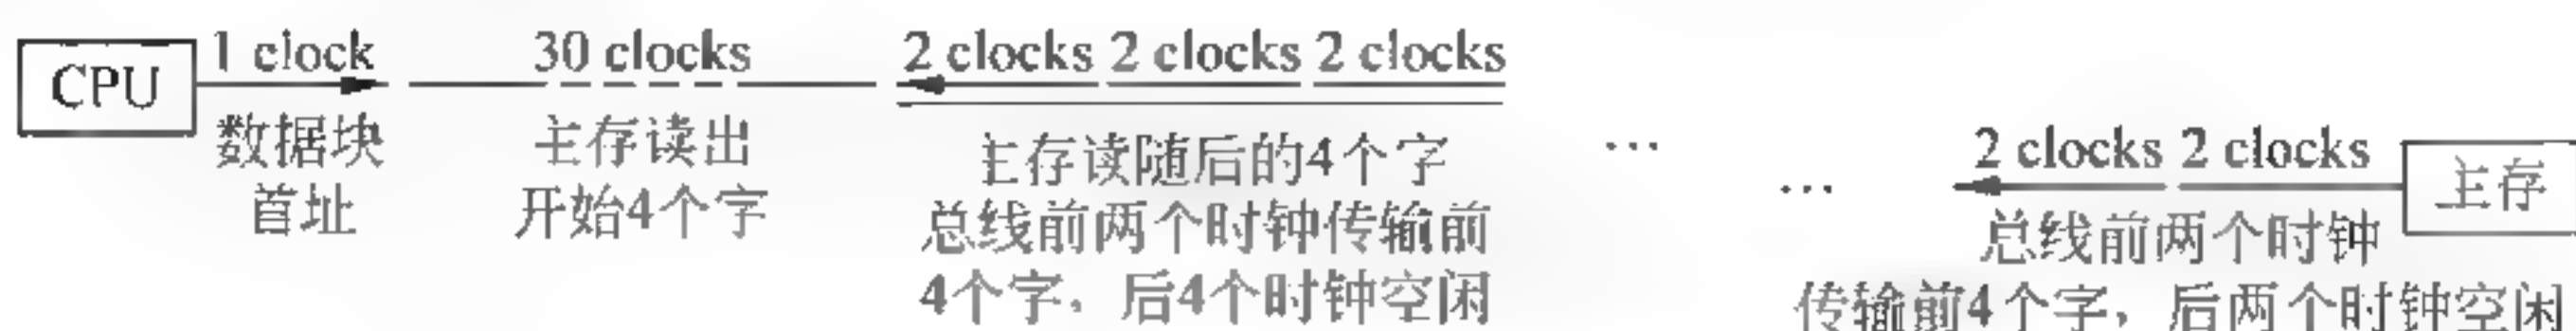 CPU
1 clock
数据块
首址
30 clocks
主存读出
开始4个字
2 clocks 2 clocks 2 clocks
主存读随后的4个字
总线前两个时钟传输前
4个字，后4个时钟空闲
…
…
2 clocks 2 clocks
主存
总线前两个时钟
传输前4个字，后两个时钟空闲